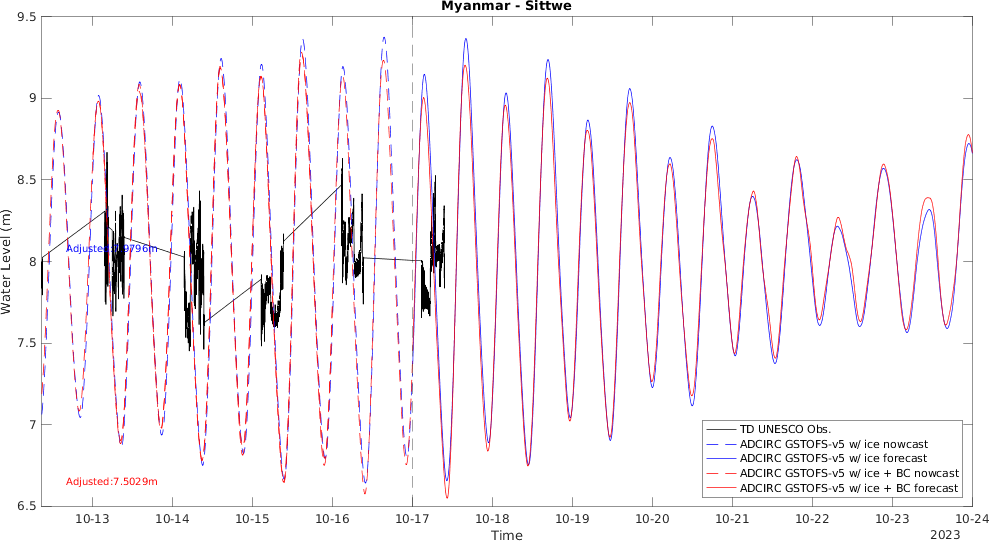 Myanmar - Sittwe
9.5
9
8.5
8
7.5
7
6.5
Water Level (m)
Adjusted:7.5029m
10-13
10-14
10-15
10-16
10-17
10-18
10-19
10-20
10-21
10-22
10-23
10-24
2023
Time
TD UNESCO Obs.
ADCIRC GSTOFS-v5 w/ ice nowcast
ADCIRC GSTOFS-v5 w/ ice forecast
ADCIRC GSTOFS-v5 w/ ice + BC nowcast
ADCIRC GSTOFS-v5 w/ ice + BC forecast